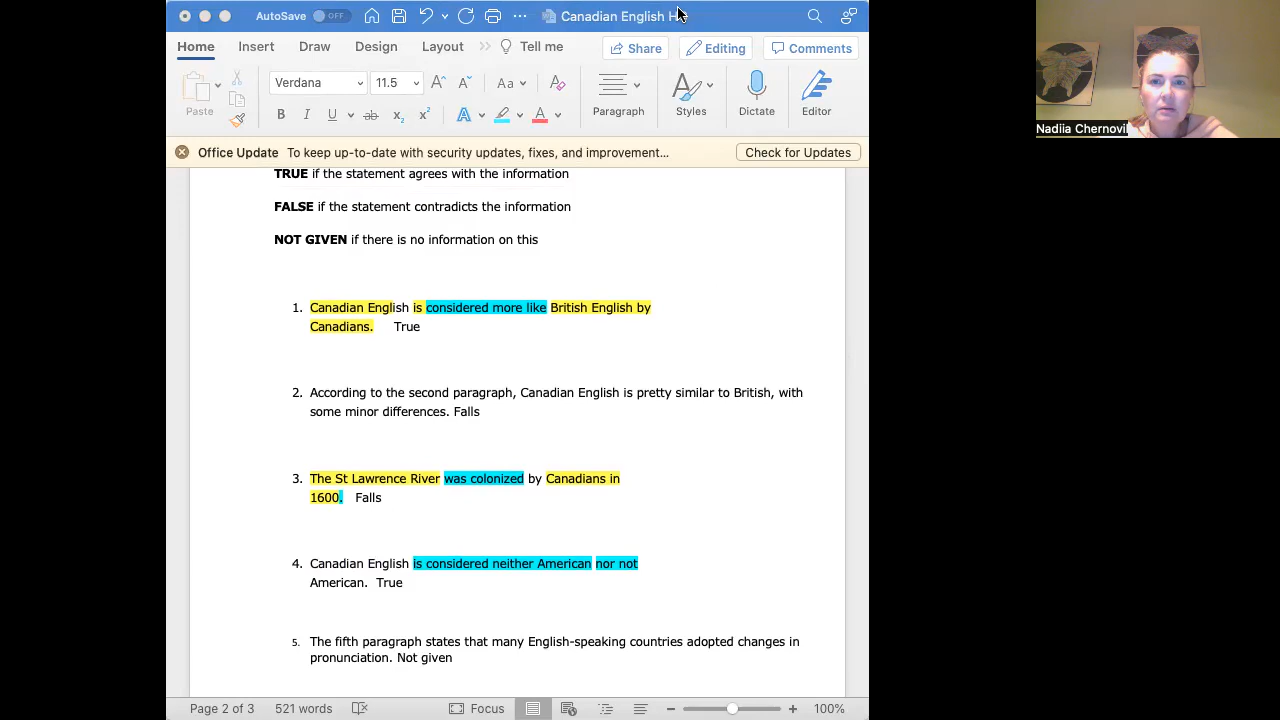 AutoSave OFF Canadian English H
Home Insert Draw Design Layout Tell me Share Editing Comments
Paste Verdana 11.5 Aa Paragraph Styles Dictate Editor
B I U ab x₂ x² A A
Office Update To keep up-to-date with security updates, fixes, and improvement... Check for Updates
TRUE if the statement agrees with the information
FALSE if the statement contradicts the information
NOT GIVEN if there is no information on this
1. Canadian English is considered more like British English by
Canadians. True
2. According to the second paragraph, Canadian English is pretty similar to British, with
some minor differences. Falls
3. The St Lawrence River was colonized by Canadians in
1600. Falls
4. Canadian English is considered neither American nor not
American. True
5. The fifth paragraph states that many English-speaking countries adopted changes in
pronunciation. Not given
Page 2 of 3 521 words Focus 100%
Nadiia Chernovil